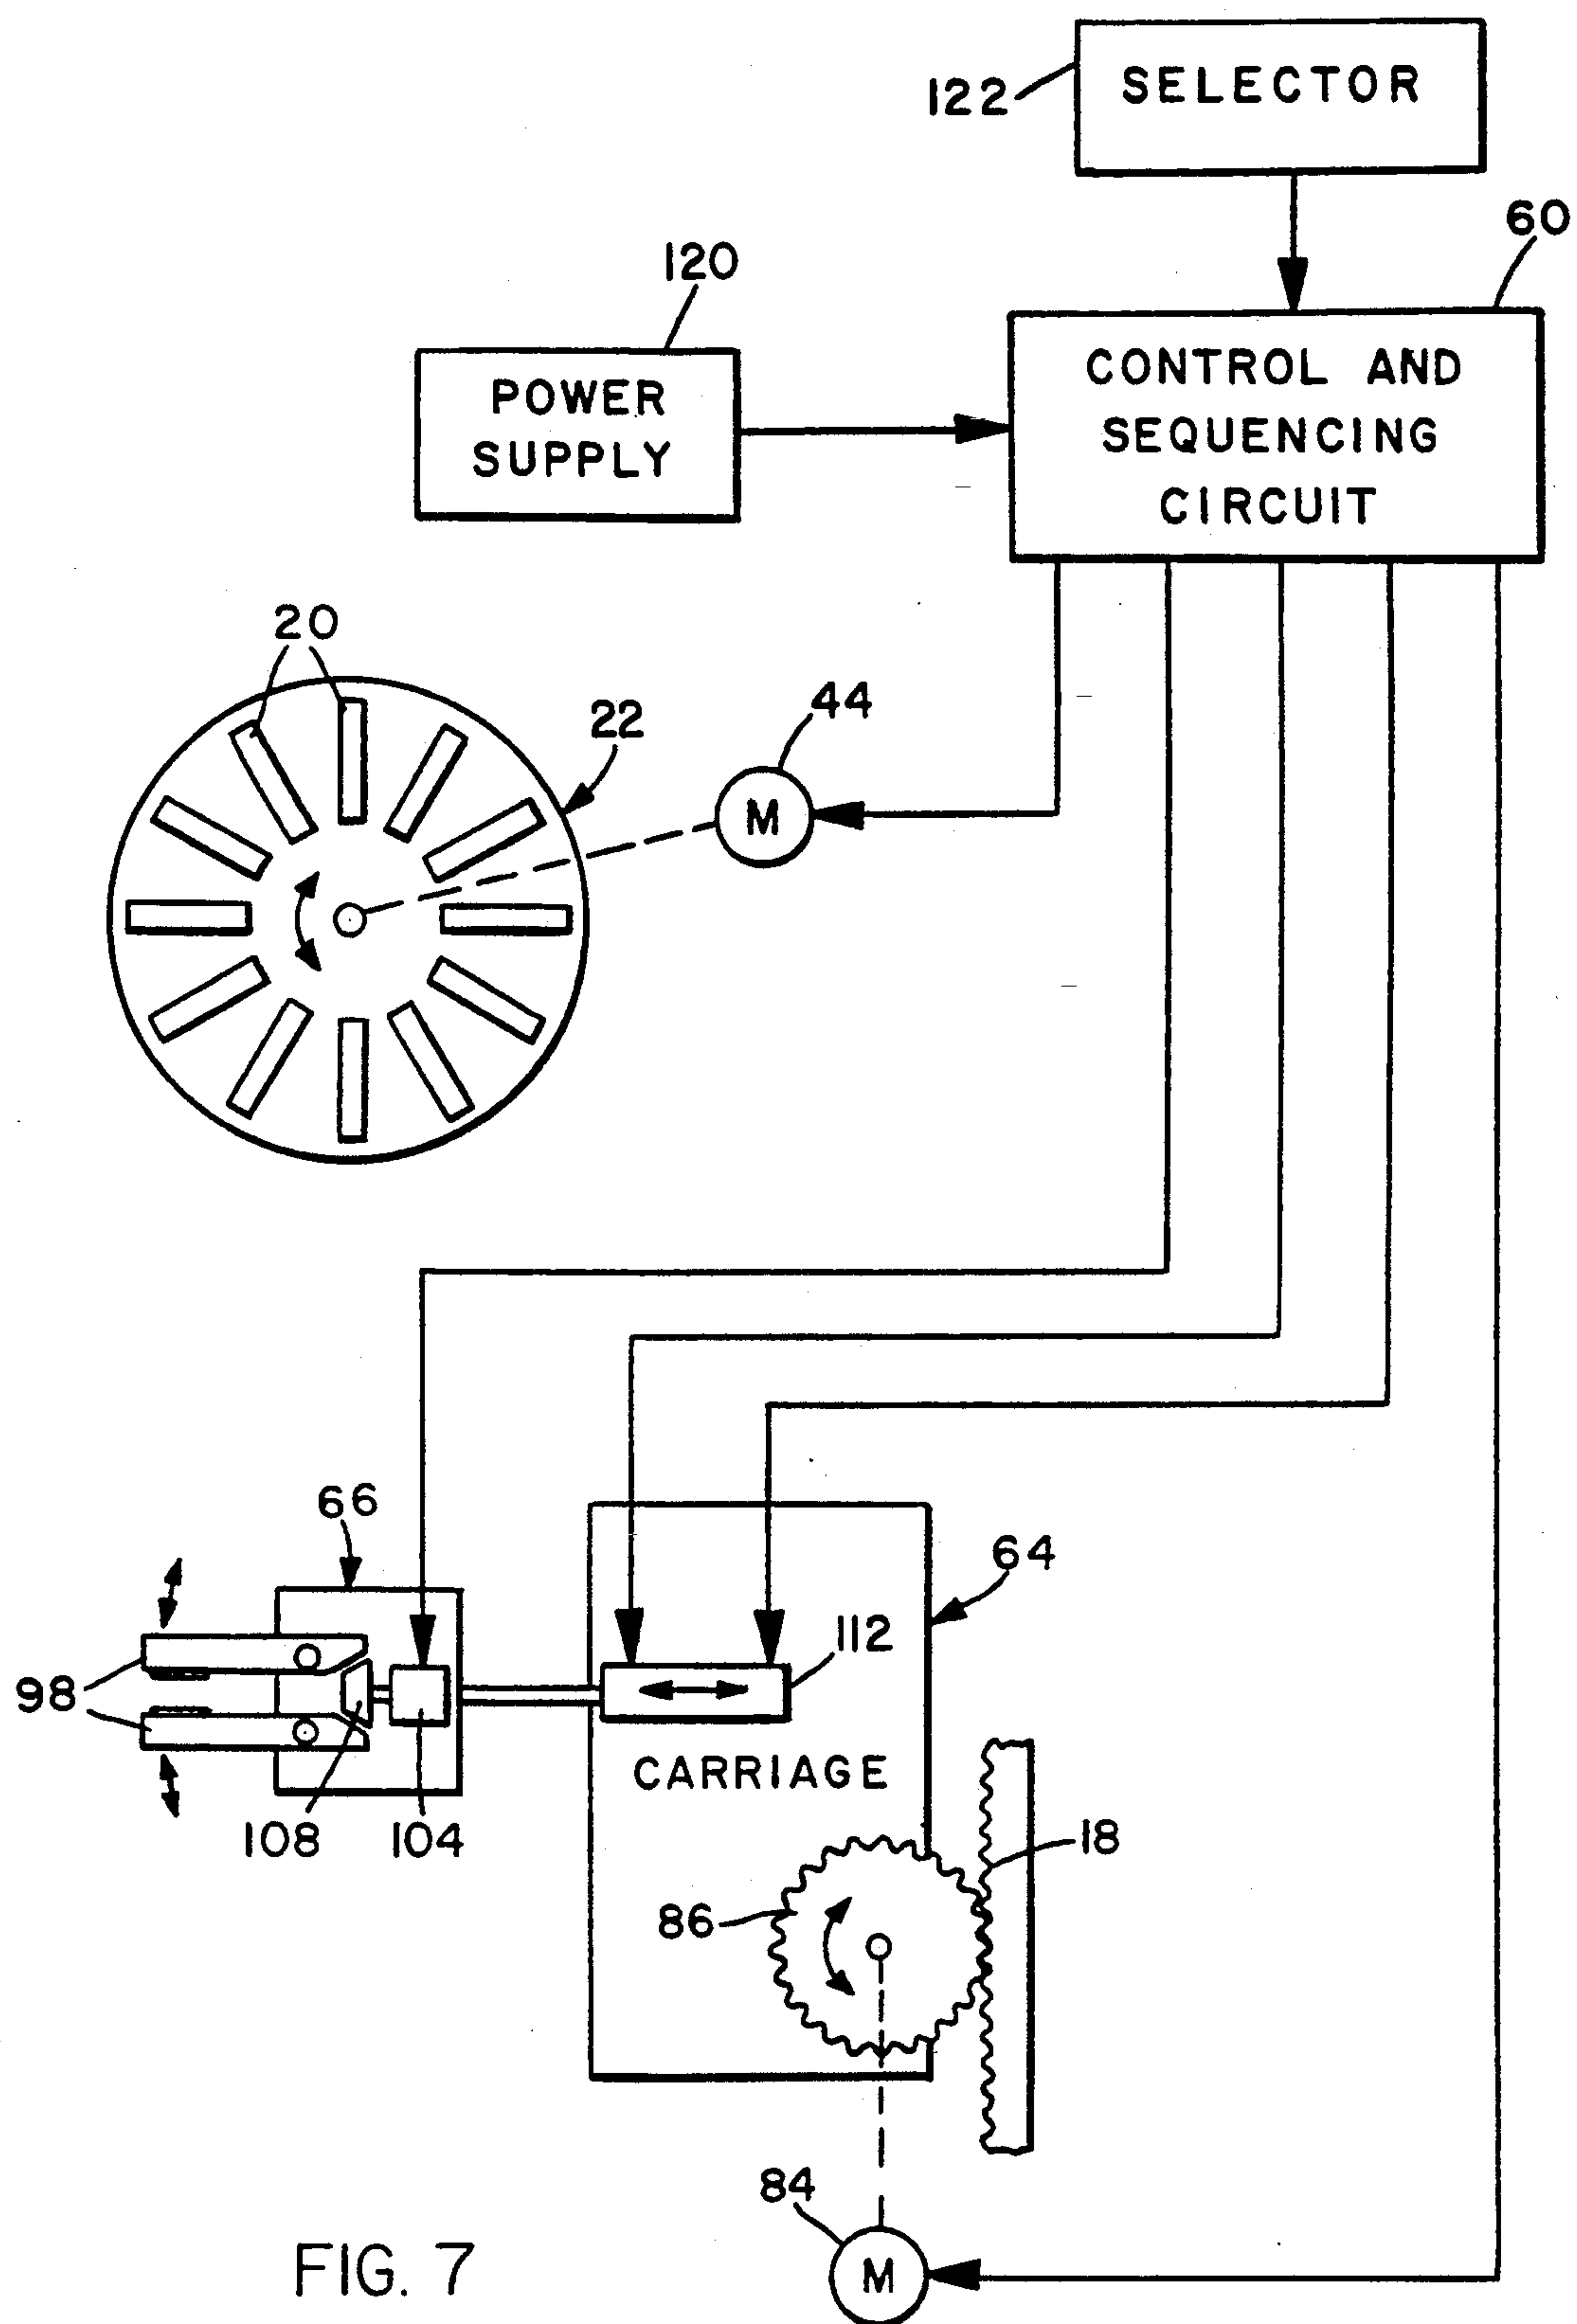 SELECTOR
122
60
120
POWER
SUPPLY
CONTROL AND
SEQUENCING
CIRCUIT
20
22
44
M
66
64
112
98
CARRIAGE
108
104
18
86
84
M
FIG. 7